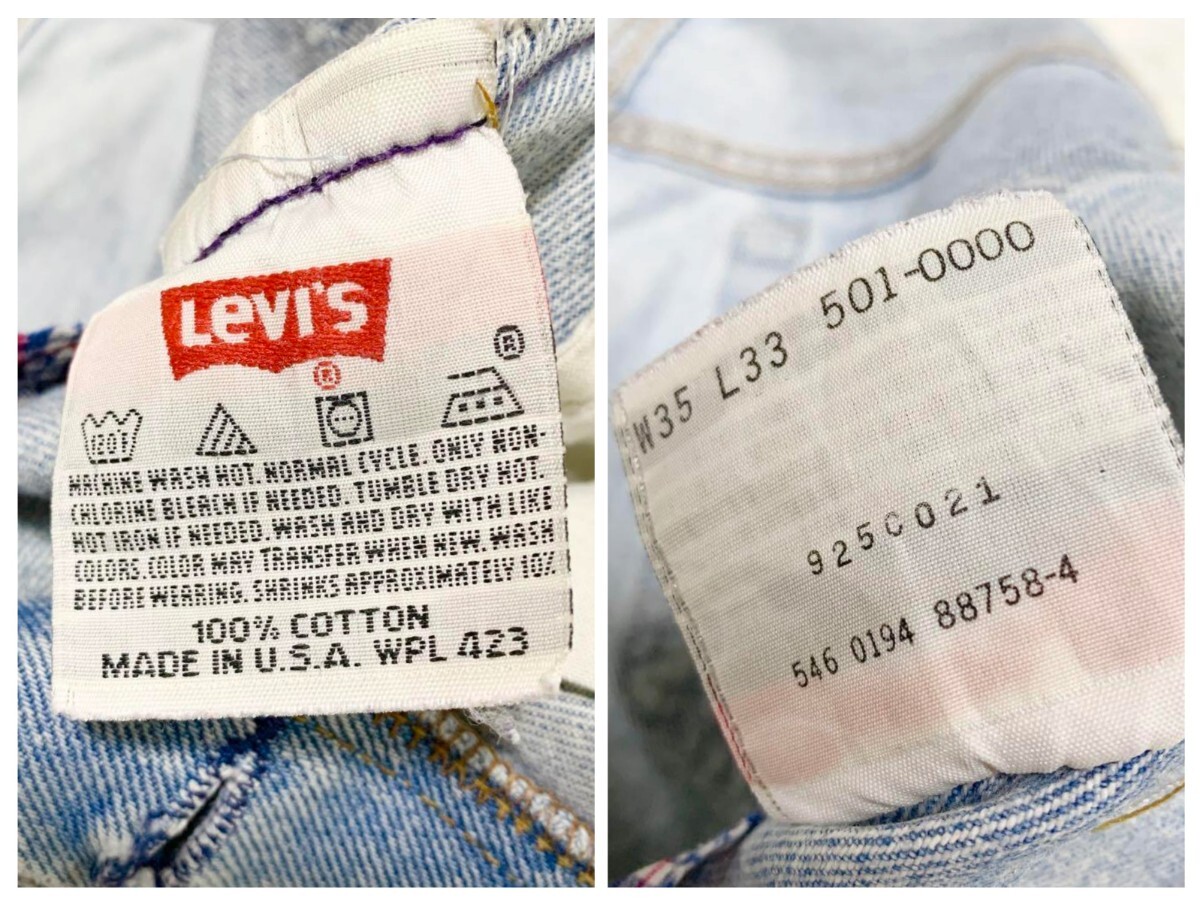 LEVI'S
®
®
120F
MACHINE WASH HOT. NORMAL CYCLE. ONLY NON-
CHLORINE BLEACH IF NEEDED. TUMBLE DRY HOT.
HOT IRON IF NEEDED. WASH AND DRY WITH LIKE
COLORS. COLOR MAY TRANSFER WHEN NEW. WASH
BEFORE WEARING. SHRINKS APPROXIMATELY 10%.
100% COTTON
MADE IN U.S.A. WPL 423
W35 L33 501-0000
925C021
546 0194 88758-4